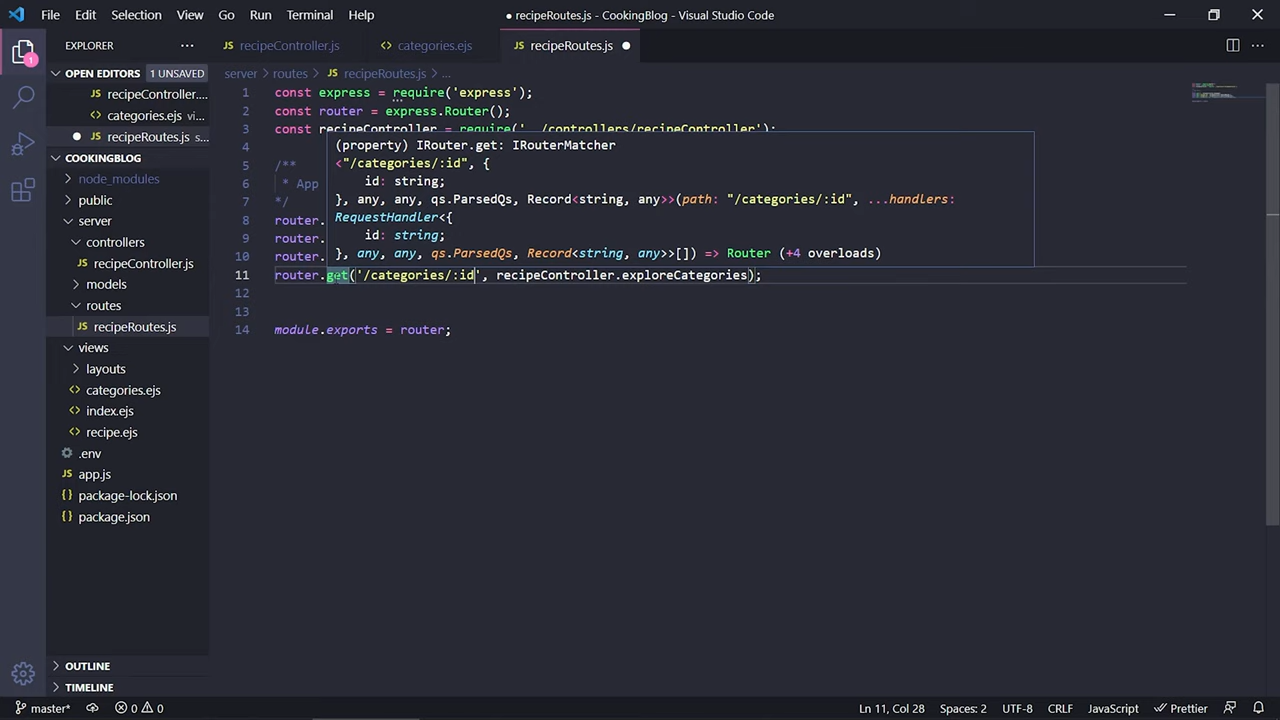 File Edit Selection View Go Run Terminal Help
● recipeRoutes.js - CookingBlog - Visual Studio Code
EXPLORER
recipeController.js
categories.ejs
recipeRoutes.js
OPEN EDITORS 1 UNSAVED
recipeController....
categories.ejs vi...
recipeRoutes.js s...
COOKINGBLOG
node_modules
public
server
controllers
recipeController.js
models
routes
recipeRoutes.js
views
layouts
categories.ejs
index.ejs
recipe.ejs
.env
app.js
package-lock.json
package.json
OUTLINE
TIMELINE
server > routes > JS recipeRoutes.js > ...
1 const express = require('express');
2 const router = express.Router();
3 const recipeController = require('../controllers/recipeController');
4
5 /**
6 * App
7 */
8 router.
9 router.
10 router.
11 router.get('/categories/:id', recipeController.exploreCategories);
12
13
14 module.exports = router;
(property) IRouter.get: IRouterMatcher
<"/categories/:id", {
id: string;
}, any, any, qs.ParsedQs, Record<string, any>>(path: "/categories/:id", ...handlers:
RequestHandler<{
id: string;
}, any, any, qs.ParsedQs, Record<string, any>>[]) => Router (+4 overloads)
master* 0 0 Ln 11, Col 28 Spaces: 2 UTF-8 CRLF JavaScript Prettier
1